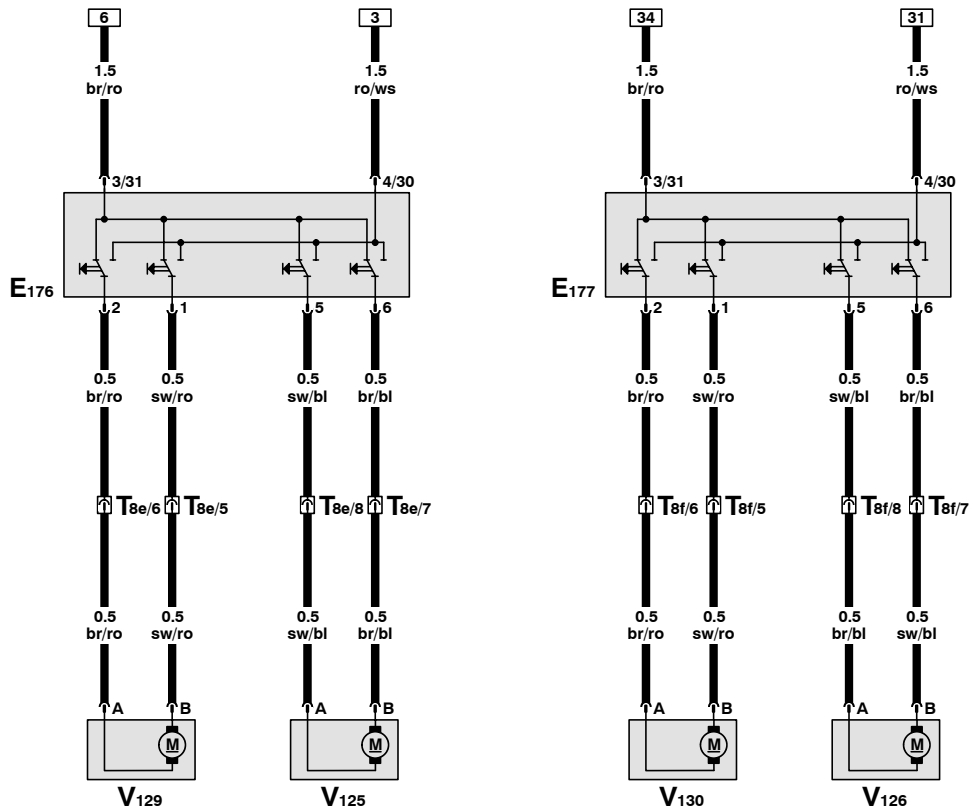 6 3 34 31
1.5 1.5 1.5 1.5
br/ro ro/ws br/ro ro/ws
3/31 4/30 3/31 4/30
E176 E177
2 1 5 6 2 1 5 6
0.5 0.5 0.5 0.5 0.5 0.5 0.5 0.5
br/ro sw/ro sw/bl br/bl br/ro sw/ro sw/bl br/bl
T8e/6 T8e/5 T8e/8 T8e/7 T8f/6 T8f/5 T8f/8 T8f/7
0.5 0.5 0.5 0.5 0.5 0.5 0.5 0.5
br/ro sw/ro sw/bl br/bl br/ro sw/ro br/bl sw/bl
A B A B A B A B
M M M M
V129 V125 V130 V126